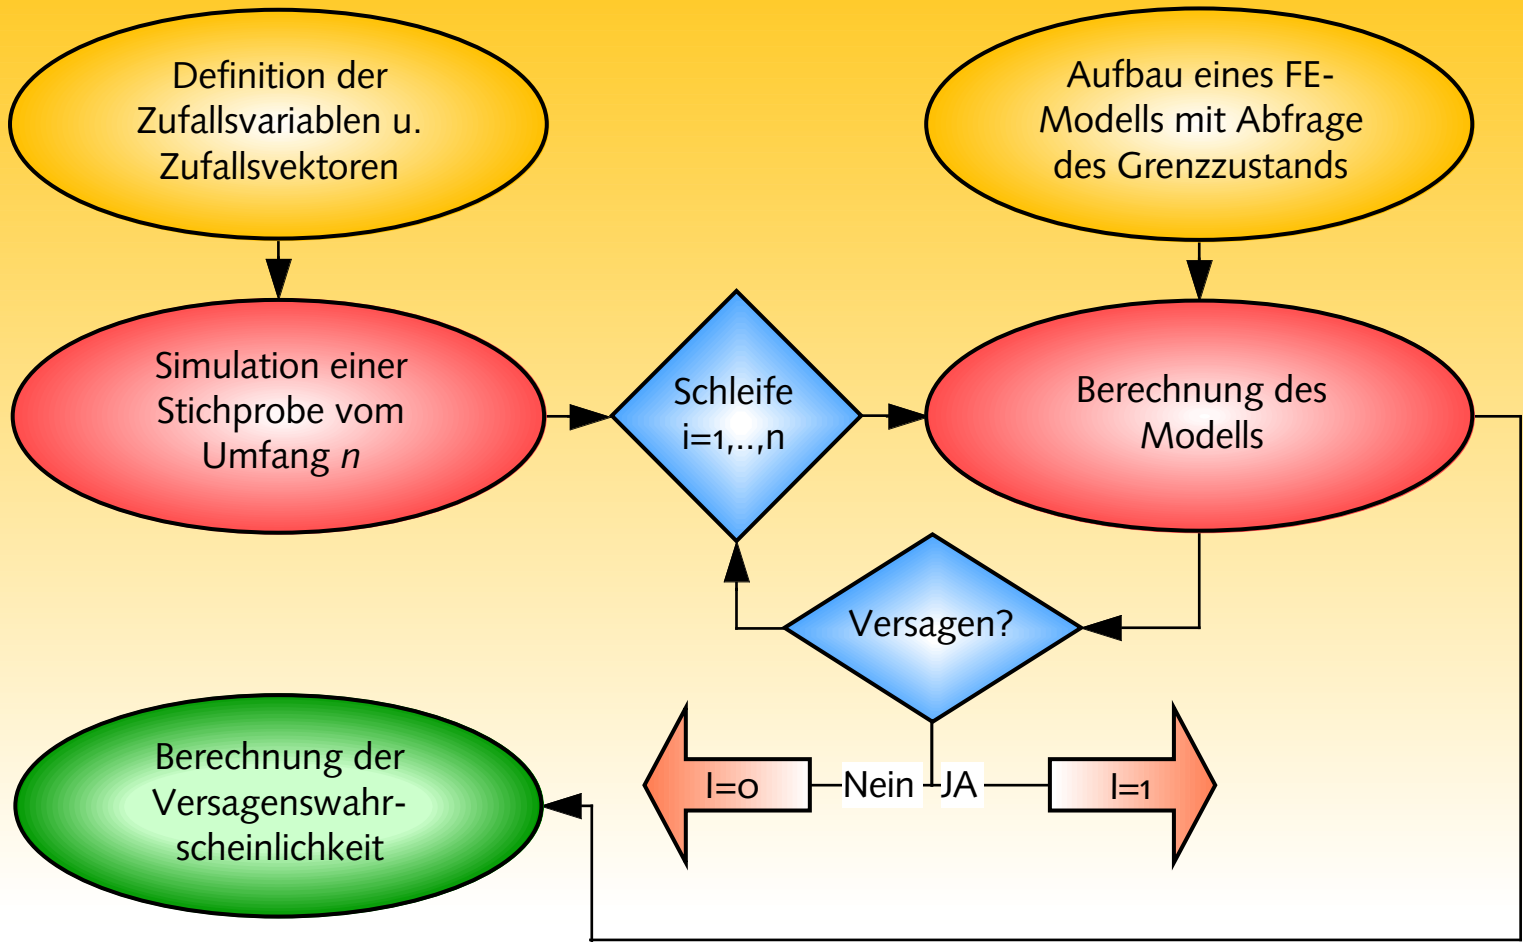 Definition der
Zufallsvariablen u.
Zufallsvektoren
Aufbau eines FE-
Modells mit Abfrage
des Grenzzustands
Simulation einer
Stichprobe vom
Umfang n
Schleife
i=1,..,n
Berechnung des
Modells
Versagen?
Berechnung der
Versagenswahr-
scheinlichkeit
I=0
Nein
JA
I=1